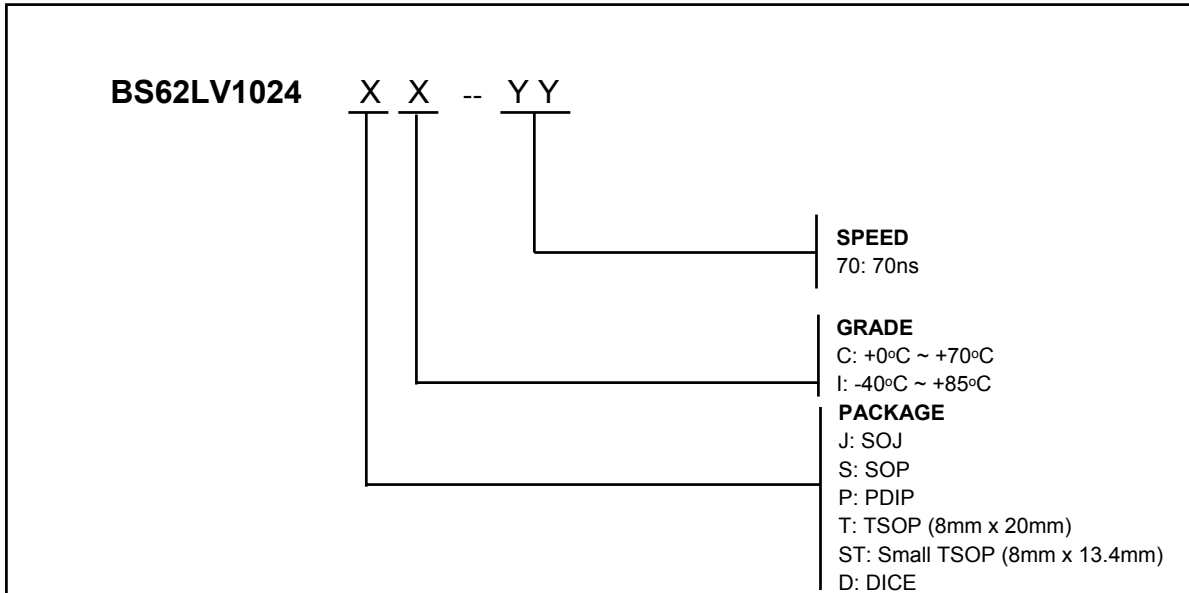 BS62LV1024 X X -- Y Y
SPEED
70: 70ns
GRADE
C: +0oC ~ +70oC
I: -40oC ~ +85oC
PACKAGE
J: SOJ
S: SOP
P: PDIP
T: TSOP (8mm x 20mm)
ST: Small TSOP (8mm x 13.4mm)
D: DICE